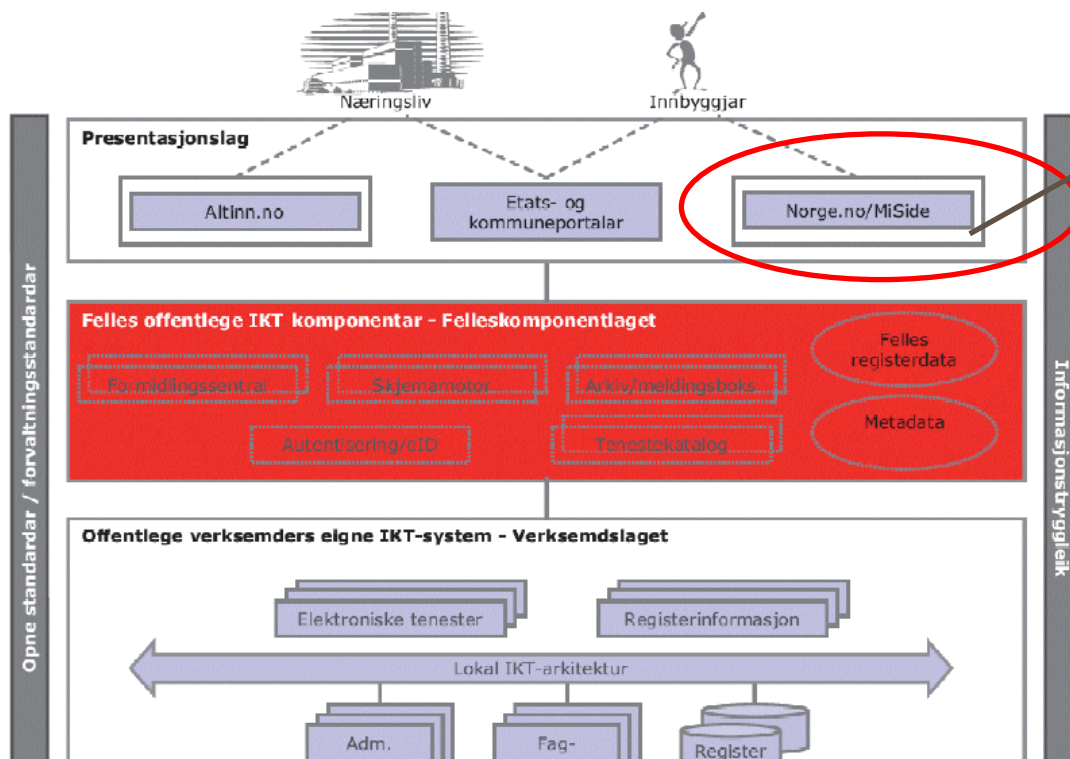 Næringsliv
Innbyggjar
Presentasjonslag
Altinn.no
Etats- og
kommuneportalar
Norge.no/MiSide
Felles offentlege IKT komponentar - Felleskomponentlaget
Formidlingssentral
Skjemamotor
Arkiv/meldingsboks
Felles
registerdata
Autentisering/eID
Tenestekatalog
Metadata
Offentlege verksemders eigne IKT-system - Verksemdslaget
Elektroniske tenester
Registerinformasjon
Lokal IKT-arkitektur
Adm.
Fag-
Register
Opne standardar / forvaltningsstandardar
Informasjonstryggleik